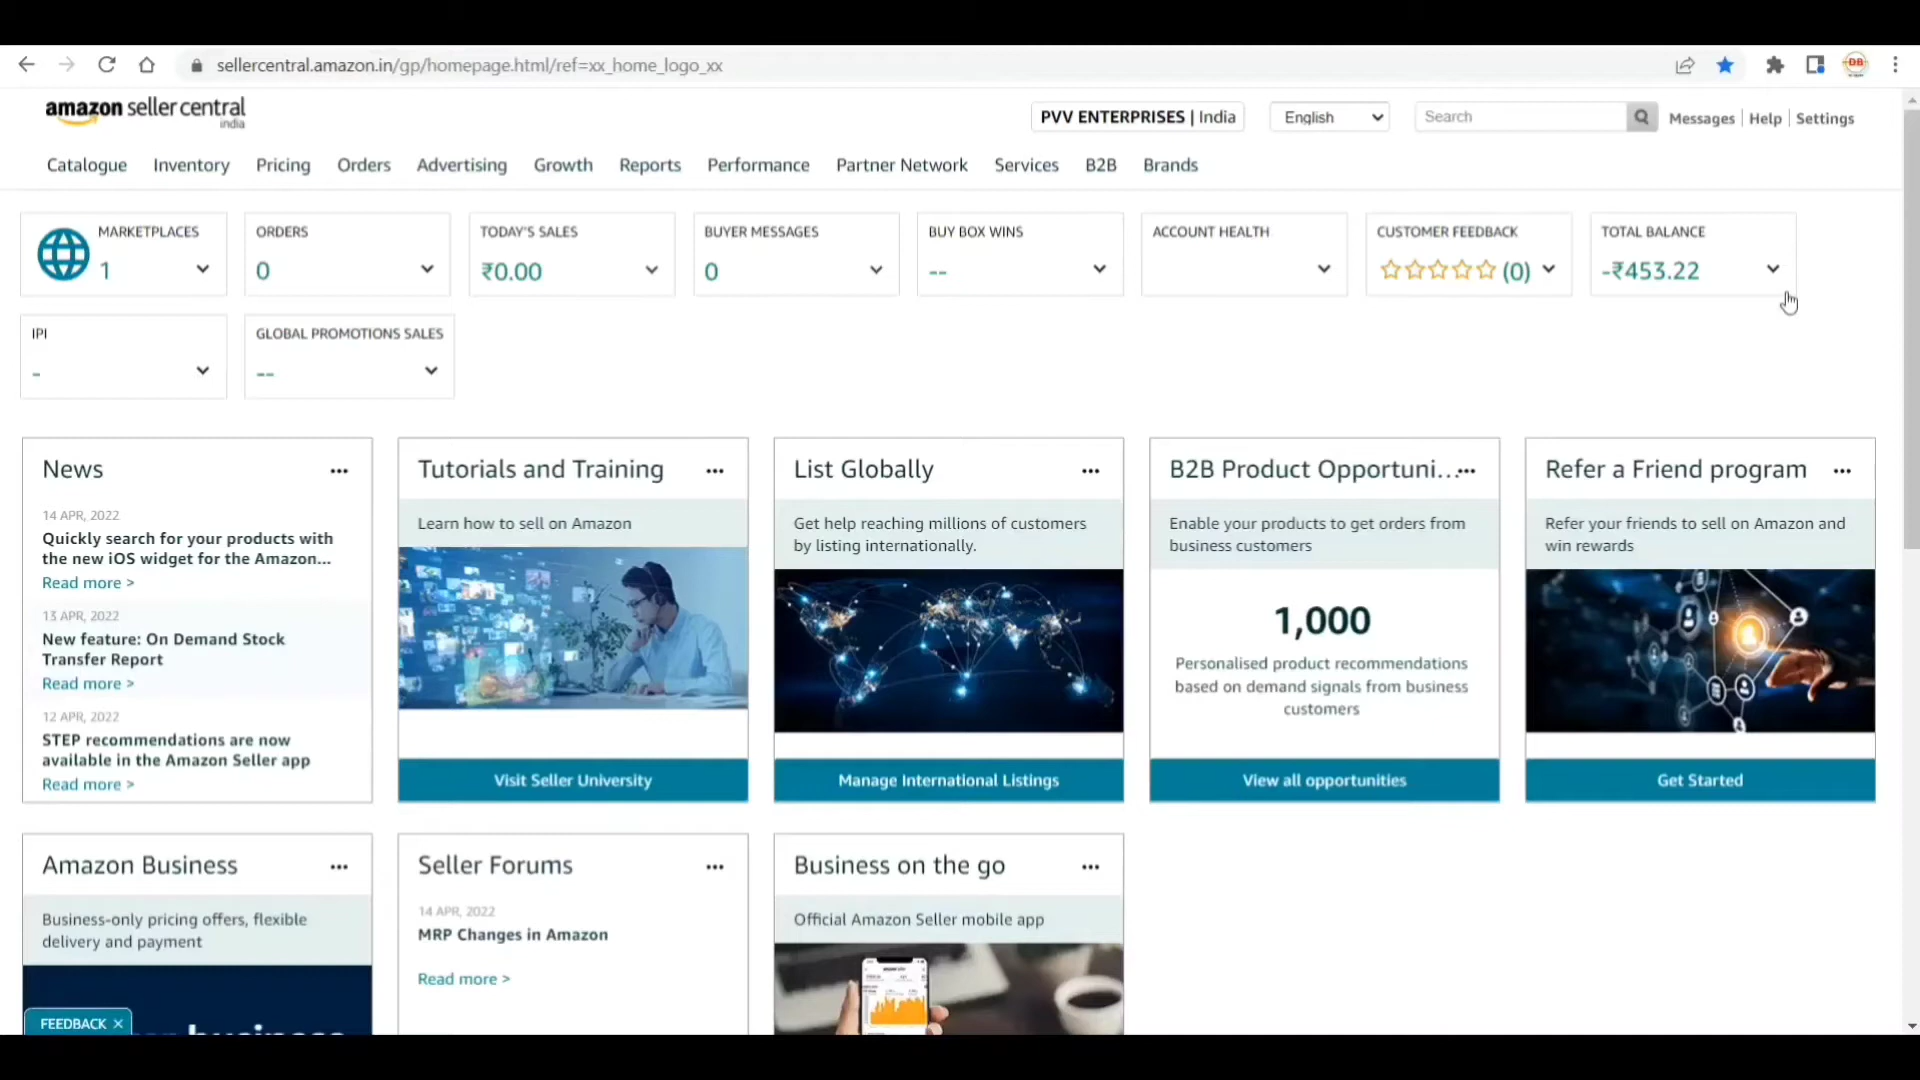 sellercentral.amazon.in/gp/homepage.html/ref=xx_home_logo_xx
DB
amazon seller central
india
PVV ENTERPRISES | India
English
Search
Messages | Help | Settings
Catalogue Inventory Pricing Orders Advertising Growth Reports Performance Partner Network Services B2B Brands
MARKETPLACES
1
ORDERS
0
TODAY'S SALES
₹0.00
BUYER MESSAGES
0
BUY BOX WINS
--
ACCOUNT HEALTH
CUSTOMER FEEDBACK
(0)
TOTAL BALANCE
-₹453.22
IPI
-
GLOBAL PROMOTIONS SALES
--
News
14 APR, 2022
Quickly search for your products with
the new iOS widget for the Amazon...
Read more >
13 APR, 2022
New feature: On Demand Stock
Transfer Report
Read more >
12 APR, 2022
STEP recommendations are now
available in the Amazon Seller app
Read more >
Tutorials and Training
Learn how to sell on Amazon
Visit Seller University
List Globally
Get help reaching millions of customers
by listing internationally.
Manage International Listings
B2B Product Opportuni...
Enable your products to get orders from
business customers
1,000
Personalised product recommendations
based on demand signals from business
customers
View all opportunities
Refer a Friend program
Refer your friends to sell on Amazon and
win rewards
Get Started
Amazon Business
Business-only pricing offers, flexible
delivery and payment
FEEDBACK ×
Seller Forums
14 APR, 2022
MRP Changes in Amazon
Read more >
Business on the go
Official Amazon Seller mobile app